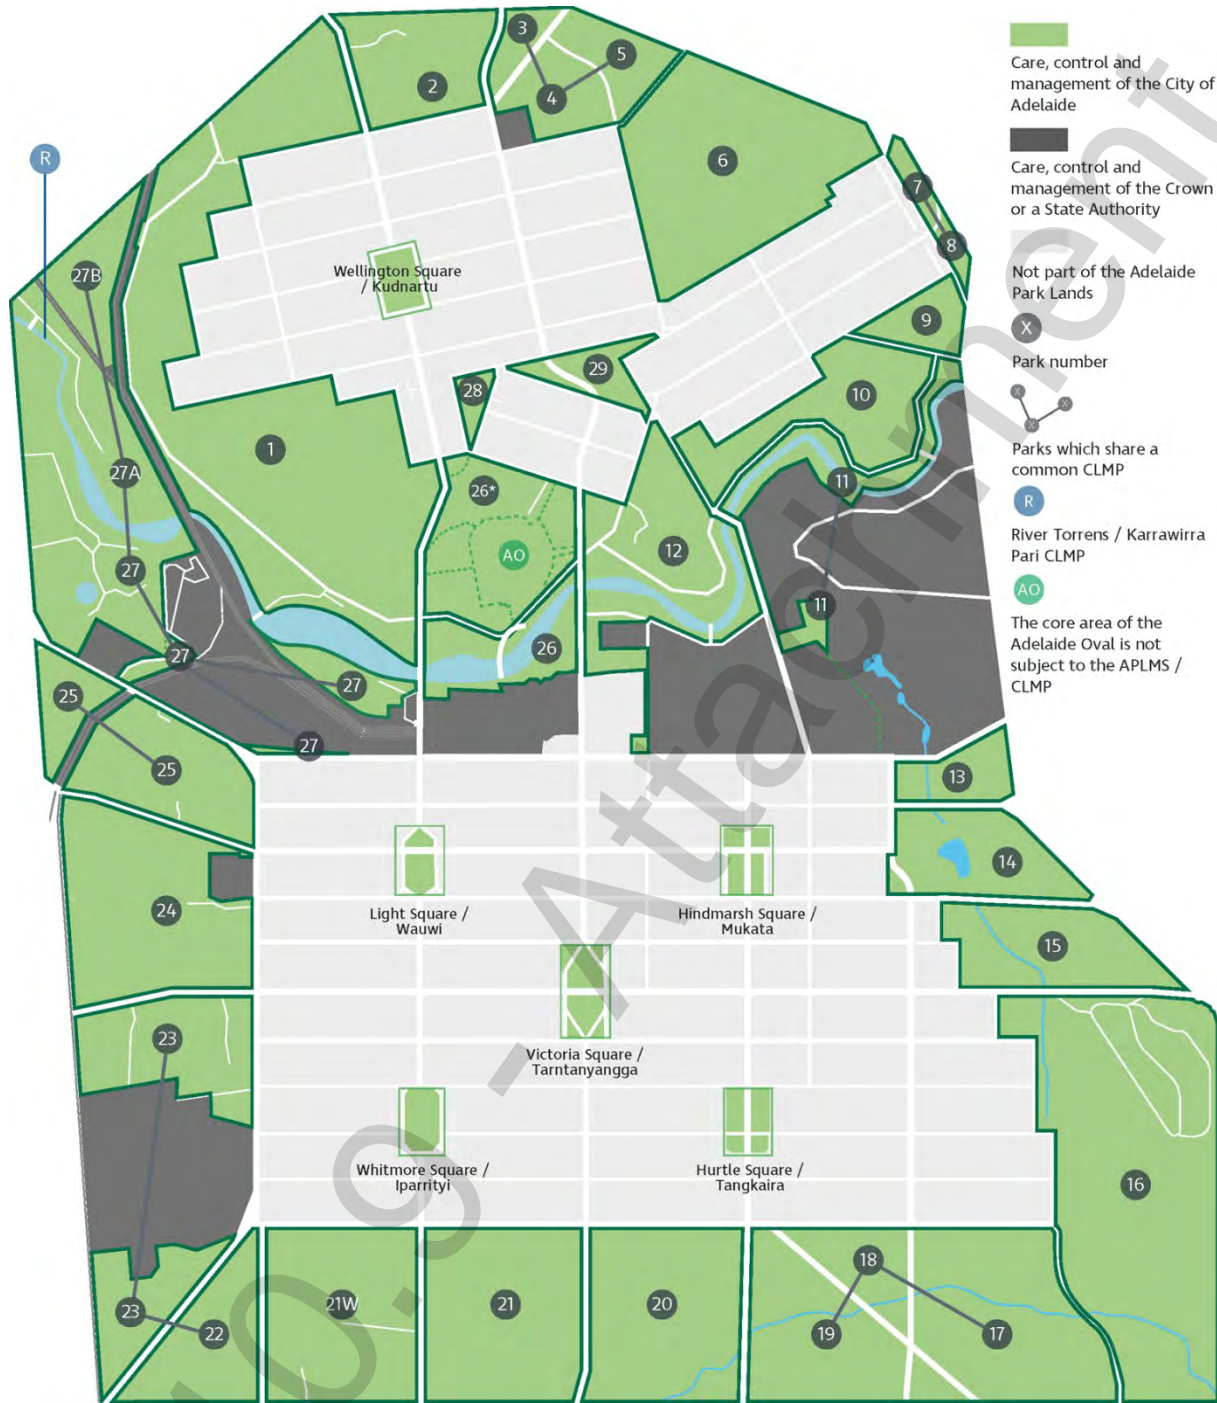 3
5
2
4
R
6
7
8
27B
Wellington Square
/ Kudnartu
9
29
28
10
1
27A
26*
11
AO
12
27
11
27
26
27
25
27
25
13
14
Light Square /
Wauwi
Hindmarsh Square /
Mukata
24
15
23
Victoria Square /
Tarntanyangga
Whitmore Square /
Iparrityi
Hurtle Square /
Tangkaira
16
18
21W
21
20
23
22
19
17
Care, control and
management of the City of
Adelaide
Care, control and
management of the Crown
or a State Authority
Not part of the Adelaide
Park Lands
X
Park number
X
X
X
Parks which share a
common CLMP
R
River Torrens / Karrawirra
Pari CLMP
AO
The core area of the
Adelaide Oval is not
subject to the APLMS /
CLMP
10.9 - Attachment